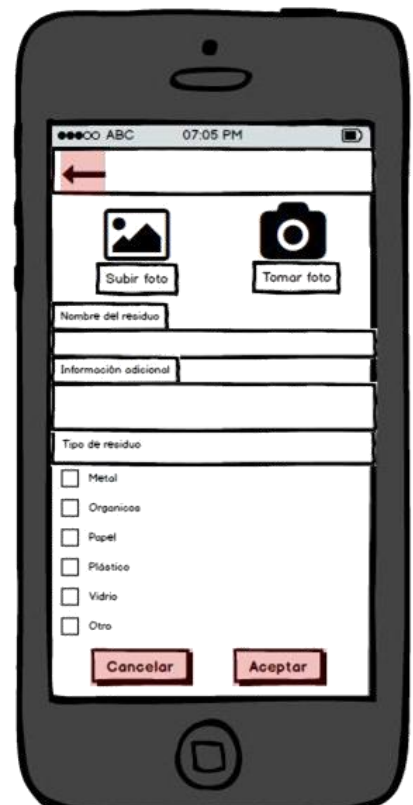 ABC 07:05 PM
Subir foto Tomar foto
Nombre del residuo
Información adicional
Tipo de residuo
Metal
Organicos
Papel
Plástico
Vidrio
Otro
Cancelar Aceptar